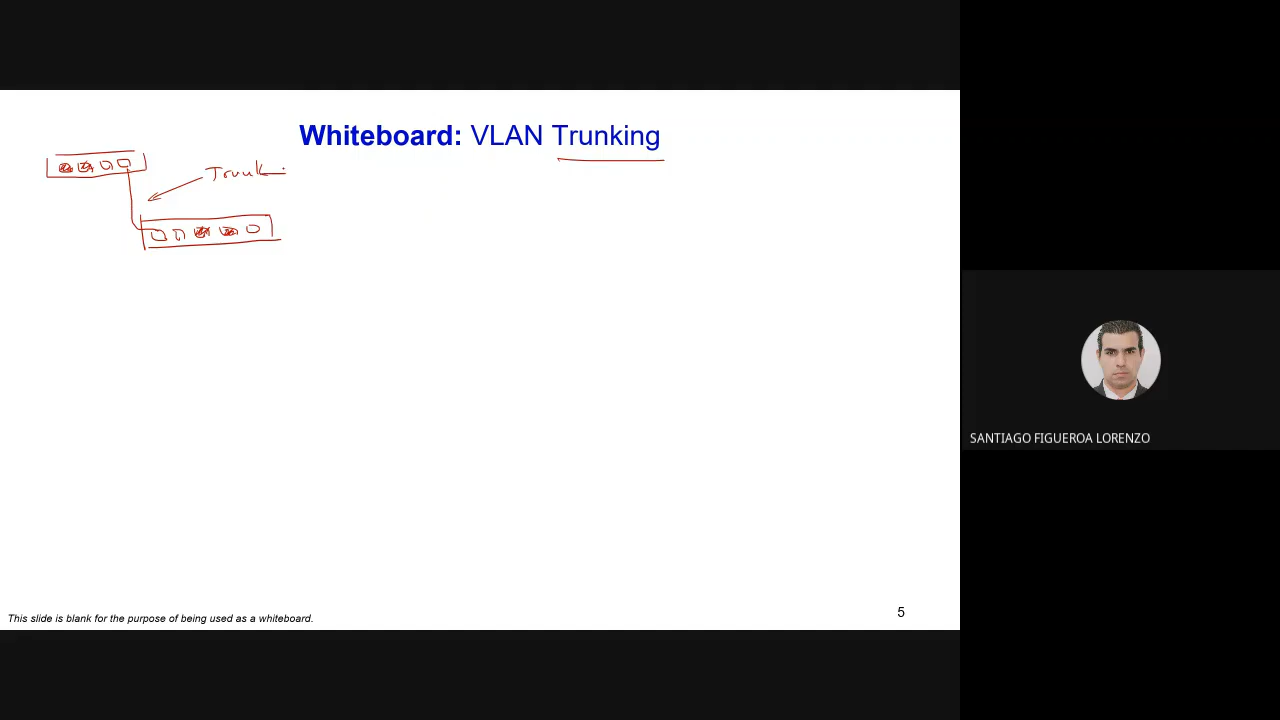 Whiteboard: VLAN Trunking
Trunk
SANTIAGO FIGUEROA LORENZO
This slide is blank for the purpose of being used as a whiteboard.
5